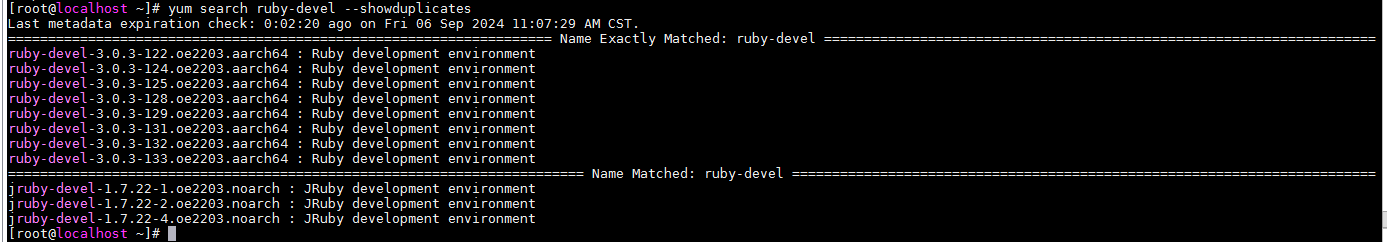 [root@localhost ~]# yum search ruby-devel --showduplicates
Last metadata expiration check: 0:02:20 ago on Fri 06 Sep 2024 11:07:29 AM CST.
==================================================================== Name Exactly Matched: ruby-devel =====================================================================
ruby-devel-3.0.3-122.oe2203.aarch64 : Ruby development environment
ruby-devel-3.0.3-124.oe2203.aarch64 : Ruby development environment
ruby-devel-3.0.3-125.oe2203.aarch64 : Ruby development environment
ruby-devel-3.0.3-128.oe2203.aarch64 : Ruby development environment
ruby-devel-3.0.3-129.oe2203.aarch64 : Ruby development environment
ruby-devel-3.0.3-131.oe2203.aarch64 : Ruby development environment
ruby-devel-3.0.3-132.oe2203.aarch64 : Ruby development environment
ruby-devel-3.0.3-133.oe2203.aarch64 : Ruby development environment
======================================================================== Name Matched: ruby-devel =========================================================================
jruby-devel-1.7.22-1.oe2203.noarch : JRuby development environment
jruby-devel-1.7.22-2.oe2203.noarch : JRuby development environment
jruby-devel-1.7.22-4.oe2203.noarch : JRuby development environment
[root@localhost ~]#